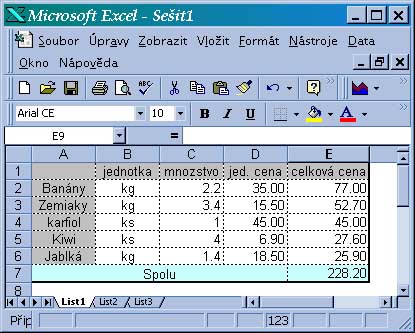 Microsoft Excel - Sešit1
Soubor Úpravy Zobrazit Vložit Formát Nástroje Data
Okno Nápověda
ABC
?
Arial CE 10 B I U A
E9 =
A B C D E
1 jednotka mnozstvo jed. cena celková cena
2 Banány kg 2.2 35.00 77.00
3 Zemiaky kg 3.4 15.50 52.70
4 karfiol ks 1 45.00 45.00
5 Kiwi ks 4 6.90 27.60
6 Jablká kg 1.4 18.50 25.90
7 Spolu 228.20
8
List1 List2 List3
Přip 123